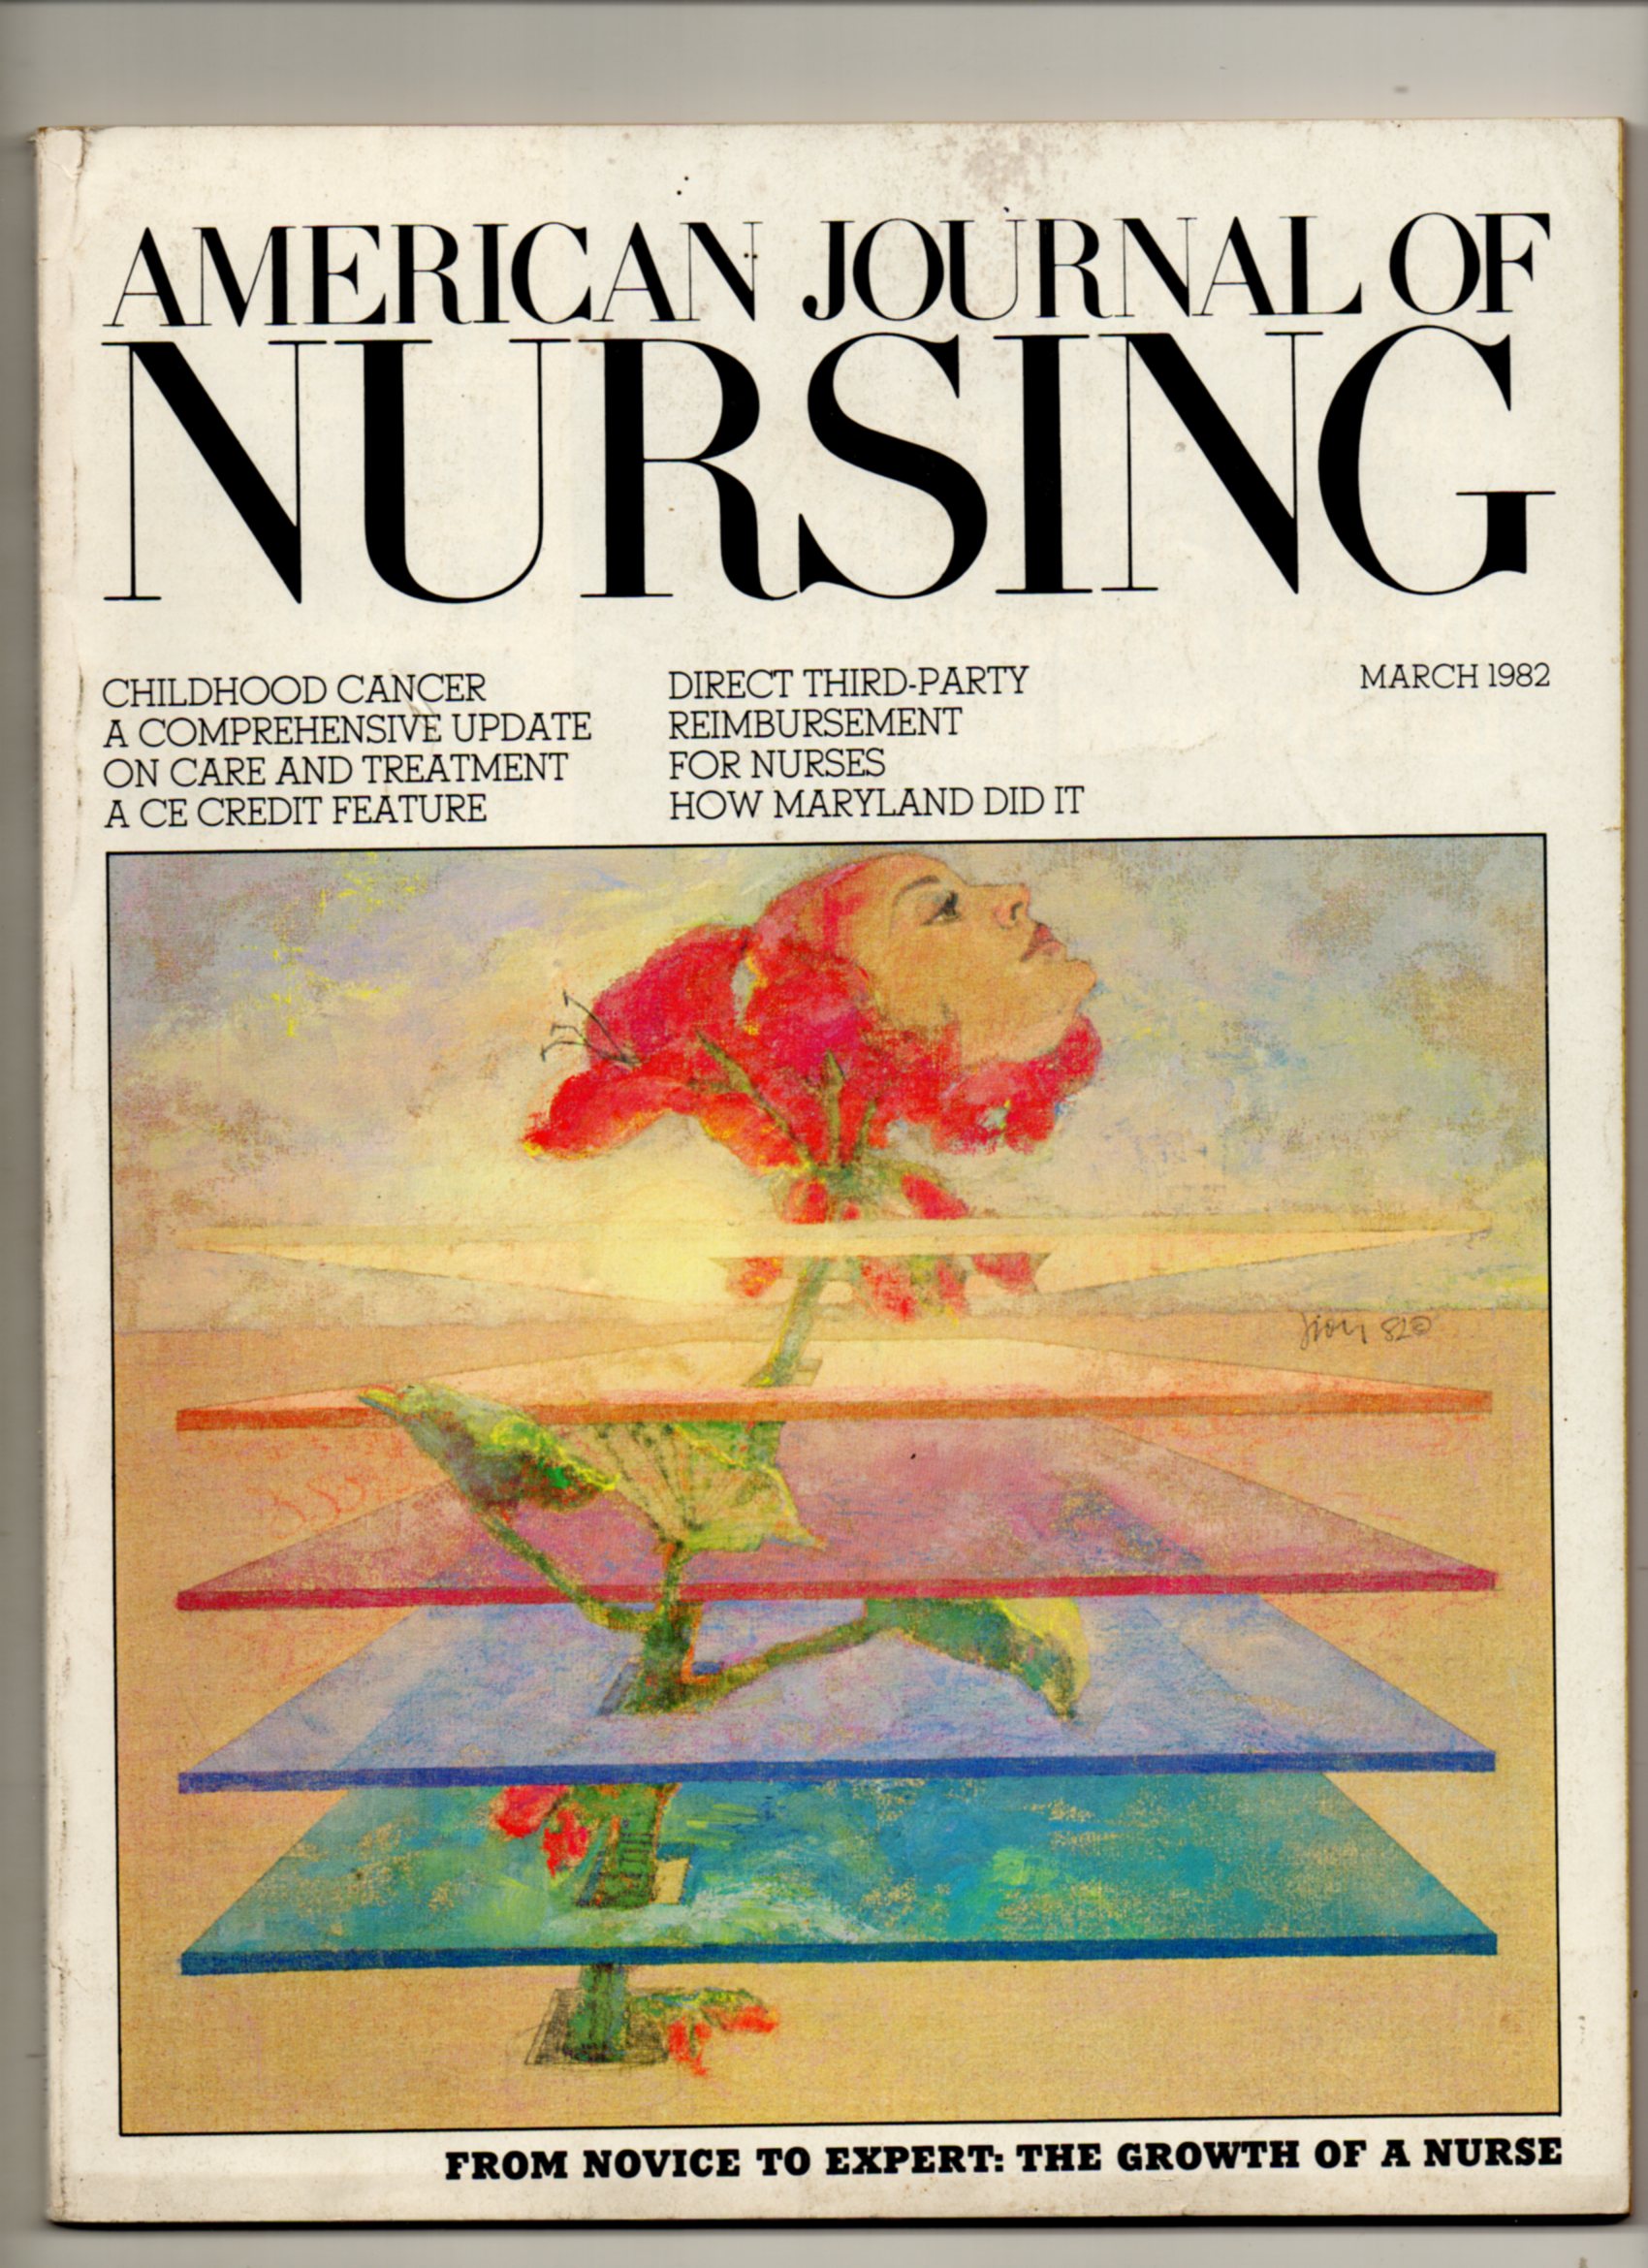 AMERICAN JOURNAL OF
NURSING
CHILDHOOD CANCER
A COMPREHENSIVE UPDATE
ON CARE AND TREATMENT
A CE CREDIT FEATURE
DIRECT THIRD-PARTY
REIMBURSEMENT
FOR NURSES
HOW MARYLAND DID IT
MARCH 1982
FROM NOVICE TO EXPERT: THE GROWTH OF A NURSE